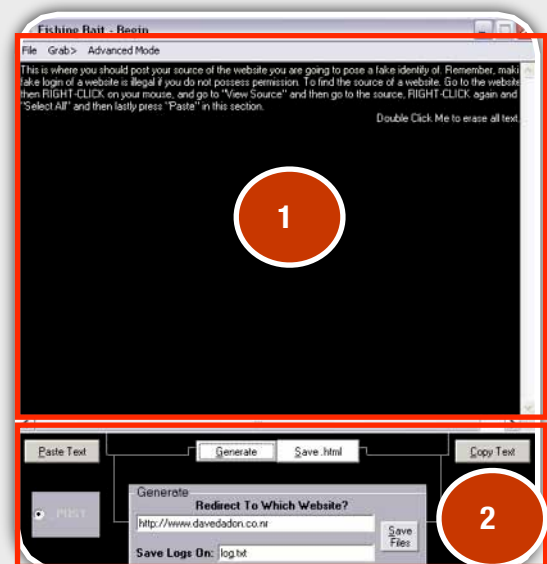 Fishing Bait - Begin
File Grab> Advanced Mode
This is where you should post your source of the website you are going to pose a fake identity of. Remember, maki
fake login of a website is illegal if you do not possess permission. To find the source of a website. Go to the website
then RIGHT-CLICK on your mouse, and go to "View Source" and then go to the source, RIGHT-CLICK again and
"Select All" and then lastly press "Paste" in this section.
Double Click Me to erase all text.
1
Paste Text
Generate
Save .html
Copy Text
POST
Generate
Redirect To Which Website?
http://www.davedadon.co.nr
Save
Files
Save Logs On: log.txt
2